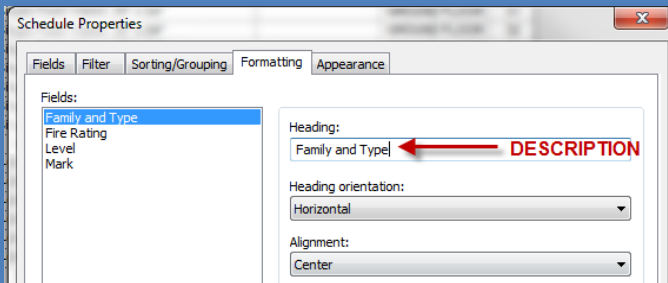 Schedule Properties
Fields Filter Sorting/Grouping Formatting Appearance
Fields:
Family and Type
Fire Rating
Level
Mark
Heading:
Family and Type
DESCRIPTION
Heading orientation:
Horizontal
Alignment:
Center